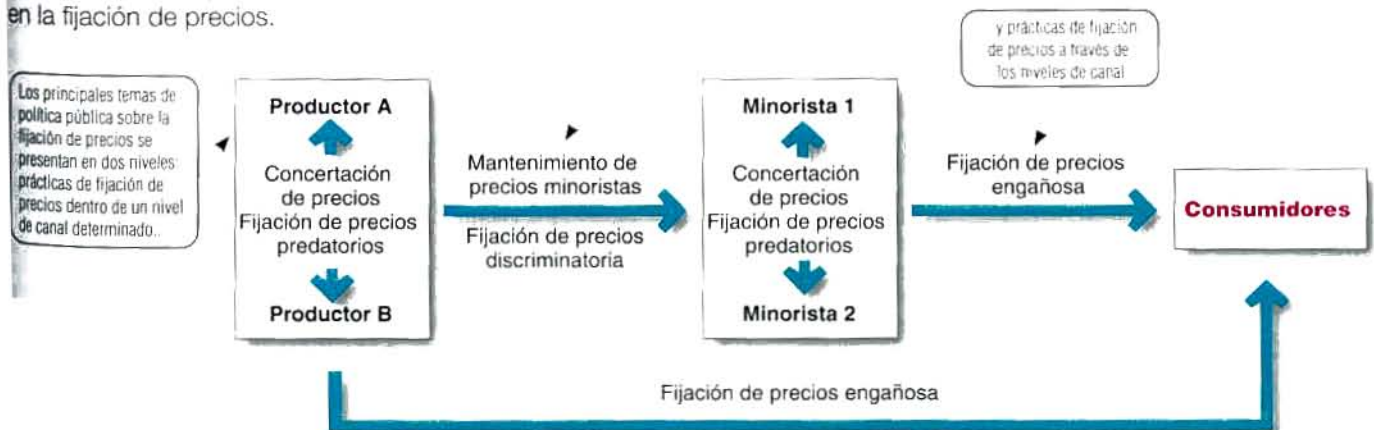 en la fijación de precios.
Los principales temas de
política pública sobre la
fijación de precios se
presentan en dos niveles:
prácticas de fijación de
precios dentro de un nivel
de canal determinado..
Productor A
Concertación
de precios
Fijación de precios
predatorios
Productor B
Mantenimiento de
precios minoristas
Fijación de precios
discriminatoria
Minorista 1
Concertación
de precios
Fijación de precios
predatorios
Minorista 2
y prácticas de fijación
de precios a través de
los niveles de canal
Fijación de precios
engañosa
Consumidores
Fijación de precios engañosa